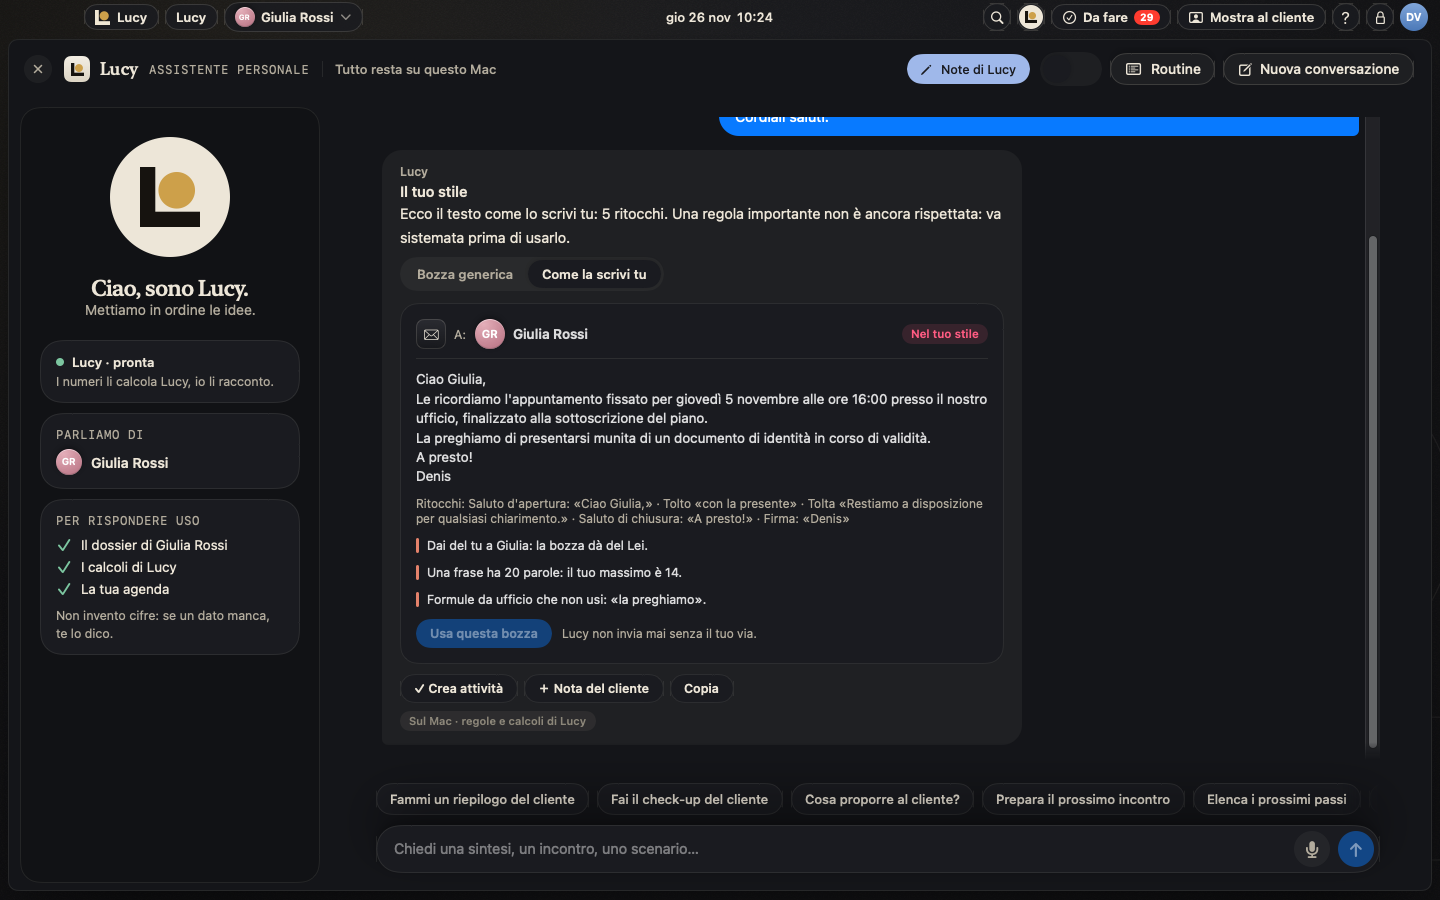 Lucy
Lucy
GR Giulia Rossi
gio 26 nov 10:24
Da fare 29
Mostra al cliente
?
DV
Lucy ASSISTENTE PERSONALE
Tutto resta su questo Mac
Note di Lucy
Routine
Nuova conversazione
Ciao, sono Lucy.
Mettiamo in ordine le idee.
Lucy · pronta
I numeri li calcola Lucy, io li racconto.
PARLIAMO DI
GR Giulia Rossi
PER RISPONDERE USO
Il dossier di Giulia Rossi
I calcoli di Lucy
La tua agenda
Non invento cifre: se un dato manca,
te lo dico.
Cordiali saluti.
Lucy
Il tuo stile
Ecco il testo come lo scrivi tu: 5 ritocchi. Una regola importante non è ancora rispettata: va
sistemata prima di usarlo.
Bozza generica
Come la scrivi tu
A: GR Giulia Rossi
Nel tuo stile
Ciao Giulia,
Le ricordiamo l'appuntamento fissato per giovedì 5 novembre alle ore 16:00 presso il nostro
ufficio, finalizzato alla sottoscrizione del piano.
La preghiamo di presentarsi munita di un documento di identità in corso di validità.
A presto!
Denis
Ritocchi: Saluto d'apertura: «Ciao Giulia,» · Tolto «con la presente» · Tolta «Restiamo a disposizione
per qualsiasi chiarimento.» · Saluto di chiusura: «A presto!» · Firma: «Denis»
Dai del tu a Giulia: la bozza dà del Lei.
Una frase ha 20 parole: il tuo massimo è 14.
Formule da ufficio che non usi: «la preghiamo».
Usa questa bozza
Lucy non invia mai senza il tuo via.
Crea attività
+ Nota del cliente
Copia
Sul Mac · regole e calcoli di Lucy
Fammi un riepilogo del cliente
Fai il check-up del cliente
Cosa proporre al cliente?
Prepara il prossimo incontro
Elenca i prossimi passi
Chiedi una sintesi, un incontro, uno scenario...